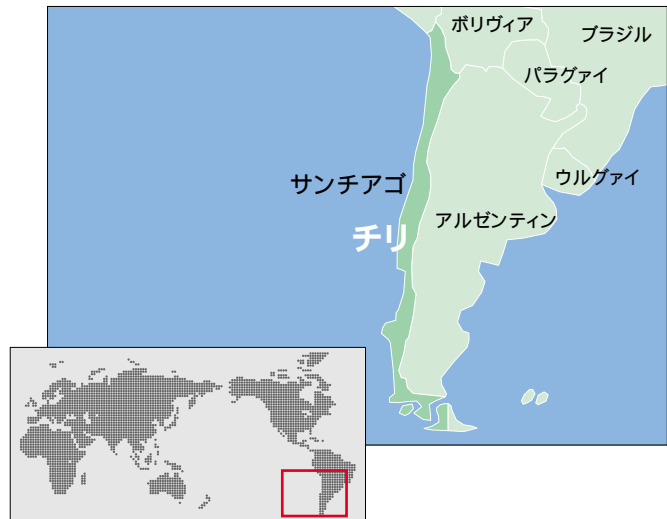 ボリヴィア
ブラジル
パラグァイ
サンチアゴ
ウルグァイ
チリ
アルゼンティン